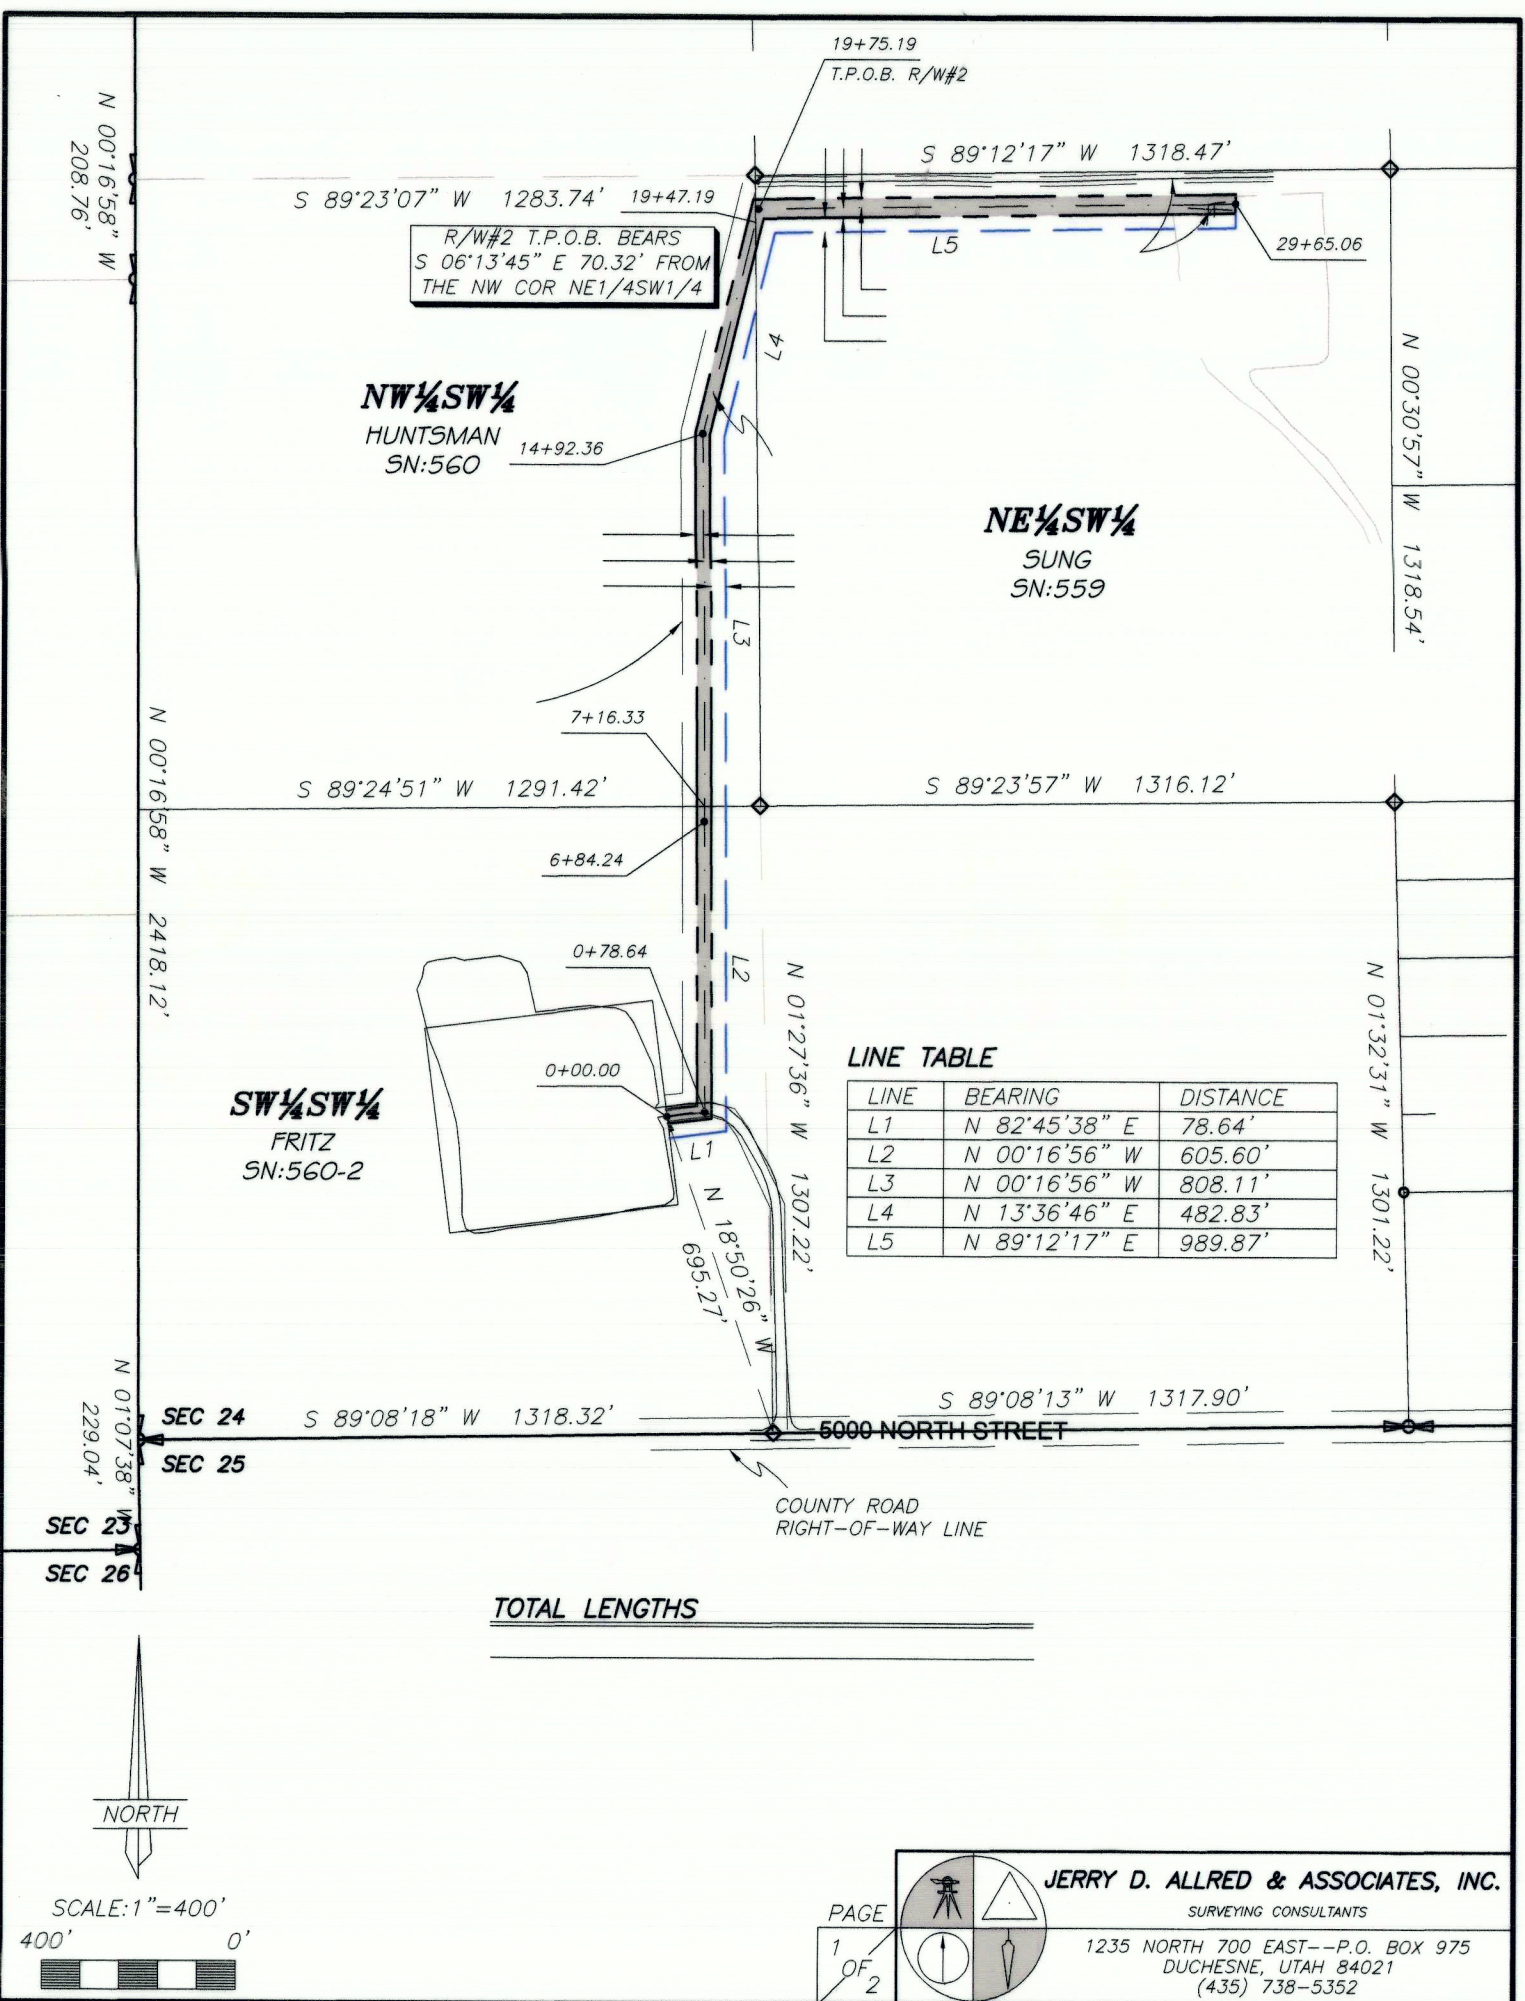 19+75.19
T.P.O.B. R/W#2
N 00°16'58" W
208.76'
S 89°12'17" W 1318.47'
S 89°23'07" W 1283.74'
19+47.19
R/W#2 T.P.O.B. BEARS
S 06°13'45" E 70.32' FROM
THE NW COR NE1/4SW1/4
L5
29+65.06
L4
N 00°30'57" W 1318.54'
NW¼SW¼
HUNTSMAN
SN:560
14+92.36
NE¼SW¼
SUNG
SN:559
L3
7+16.33
N 00°16'58" W 2418.12'
S 89°24'51" W 1291.42'
S 89°23'57" W 1316.12'
6+84.24
0+78.64
L2
N 01°27'36" W 1307.22'
N 01°32'31" W 1301.22'
0+00.00
SW¼SW¼
FRITZ
SN:560-2
L1
N 18°50'26" W
695.27'
LINE TABLE
LINE BEARING DISTANCE
L1 N 82°45'38" E 78.64'
L2 N 00°16'56" W 605.60'
L3 N 00°16'56" W 808.11'
L4 N 13°36'46" E 482.83'
L5 N 89°12'17" E 989.87'
N 01°07'38" W
229.04'
SEC 24
S 89°08'18" W 1318.32'
S 89°08'13" W 1317.90'
5000 NORTH STREET
SEC 25
COUNTY ROAD
RIGHT-OF-WAY LINE
SEC 23
SEC 26
TOTAL LENGTHS
NORTH
SCALE: 1"=400'
400' 0'
PAGE
1
OF
2
JERRY D. ALLRED & ASSOCIATES, INC.
SURVEYING CONSULTANTS
1235 NORTH 700 EAST--P.O. BOX 975
DUCHESNE, UTAH 84021
(435) 738-5352